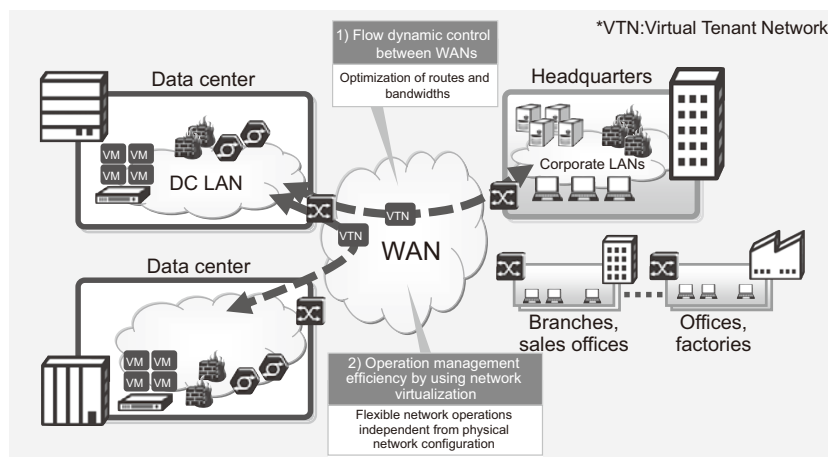 *VTN:Virtual Tenant Network
1) Flow dynamic control
between WANs
Optimization of routes and
bandwidths
Data center
VM VM
VM VM
DC LAN
Headquarters
Corporate LANs
VTN
VTN
WAN
Data center
VM VM
VM VM
Branches,
sales offices
Offices,
factories
2) Operation management
efficiency by using network
virtualization
Flexible network operations
independent from physical
network configuration